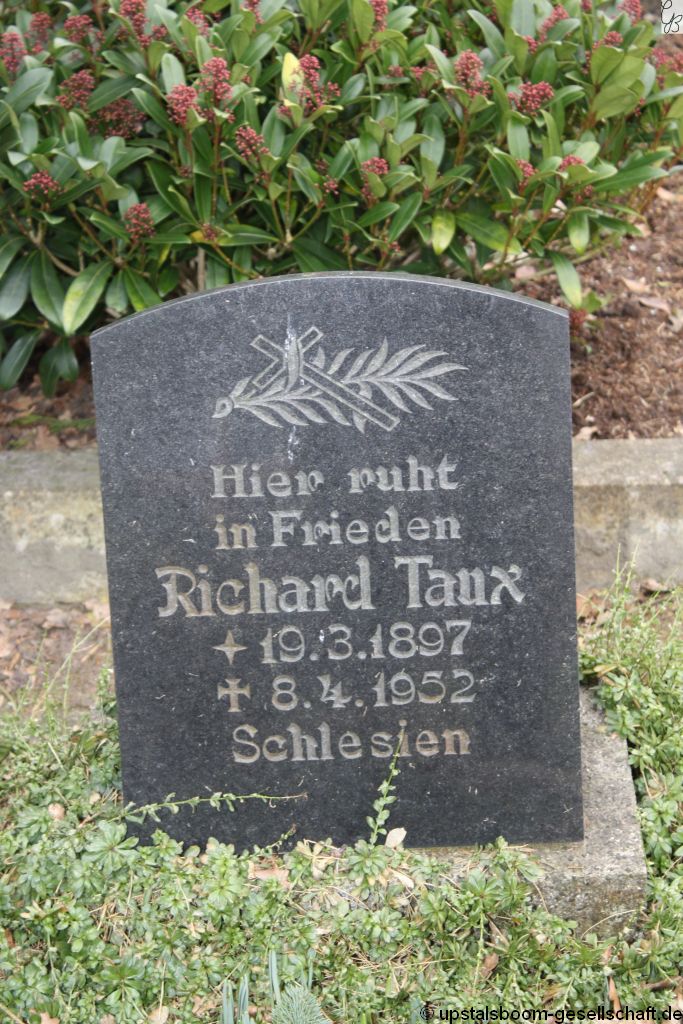 Hier ruht
in Frieden
Richard Taux
✦ 19.3.1897
✠ 8.4.1952
Schlesien
© upstalsboom-gesellschaft.de